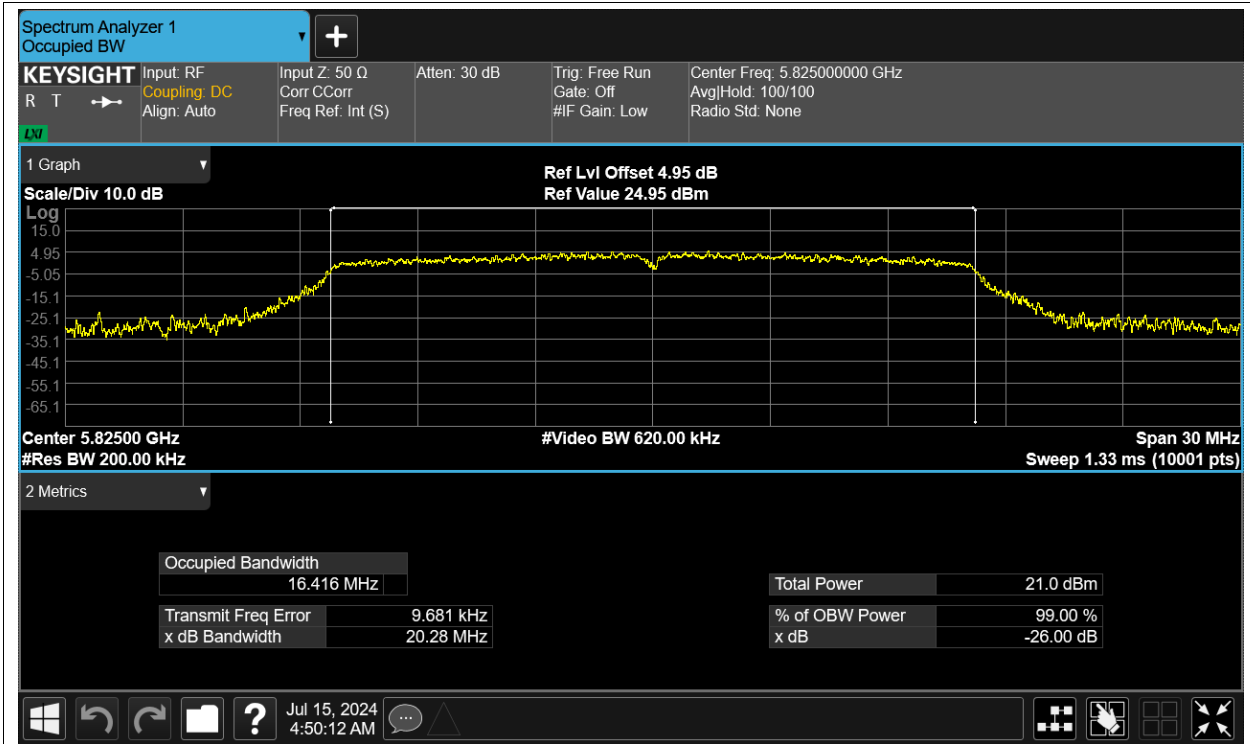 Spectrum Analyzer 1
Occupied BW
KEYSIGHT
R T
LXI
Input: RF
Coupling: DC
Align: Auto
Input Z: 50 Ω
Corr CCorr
Freq Ref: Int (S)
Atten: 30 dB
Trig: Free Run
Gate: Off
#IF Gain: Low
Center Freq: 5.825000000 GHz
Avg|Hold: 100/100
Radio Std: None
1 Graph
Scale/Div 10.0 dB
Ref Lvl Offset 4.95 dB
Ref Value 24.95 dBm
Log
15.0
4.95
-5.05
-15.1
-25.1
-35.1
-45.1
-55.1
-65.1
Center 5.82500 GHz
#Res BW 200.00 kHz
#Video BW 620.00 kHz
Span 30 MHz
Sweep 1.33 ms (10001 pts)
2 Metrics
Occupied Bandwidth
16.416 MHz
Transmit Freq Error 9.681 kHz
x dB Bandwidth 20.28 MHz
Total Power 21.0 dBm
% of OBW Power 99.00 %
x dB -26.00 dB
?
Jul 15, 2024
4:50:12 AM